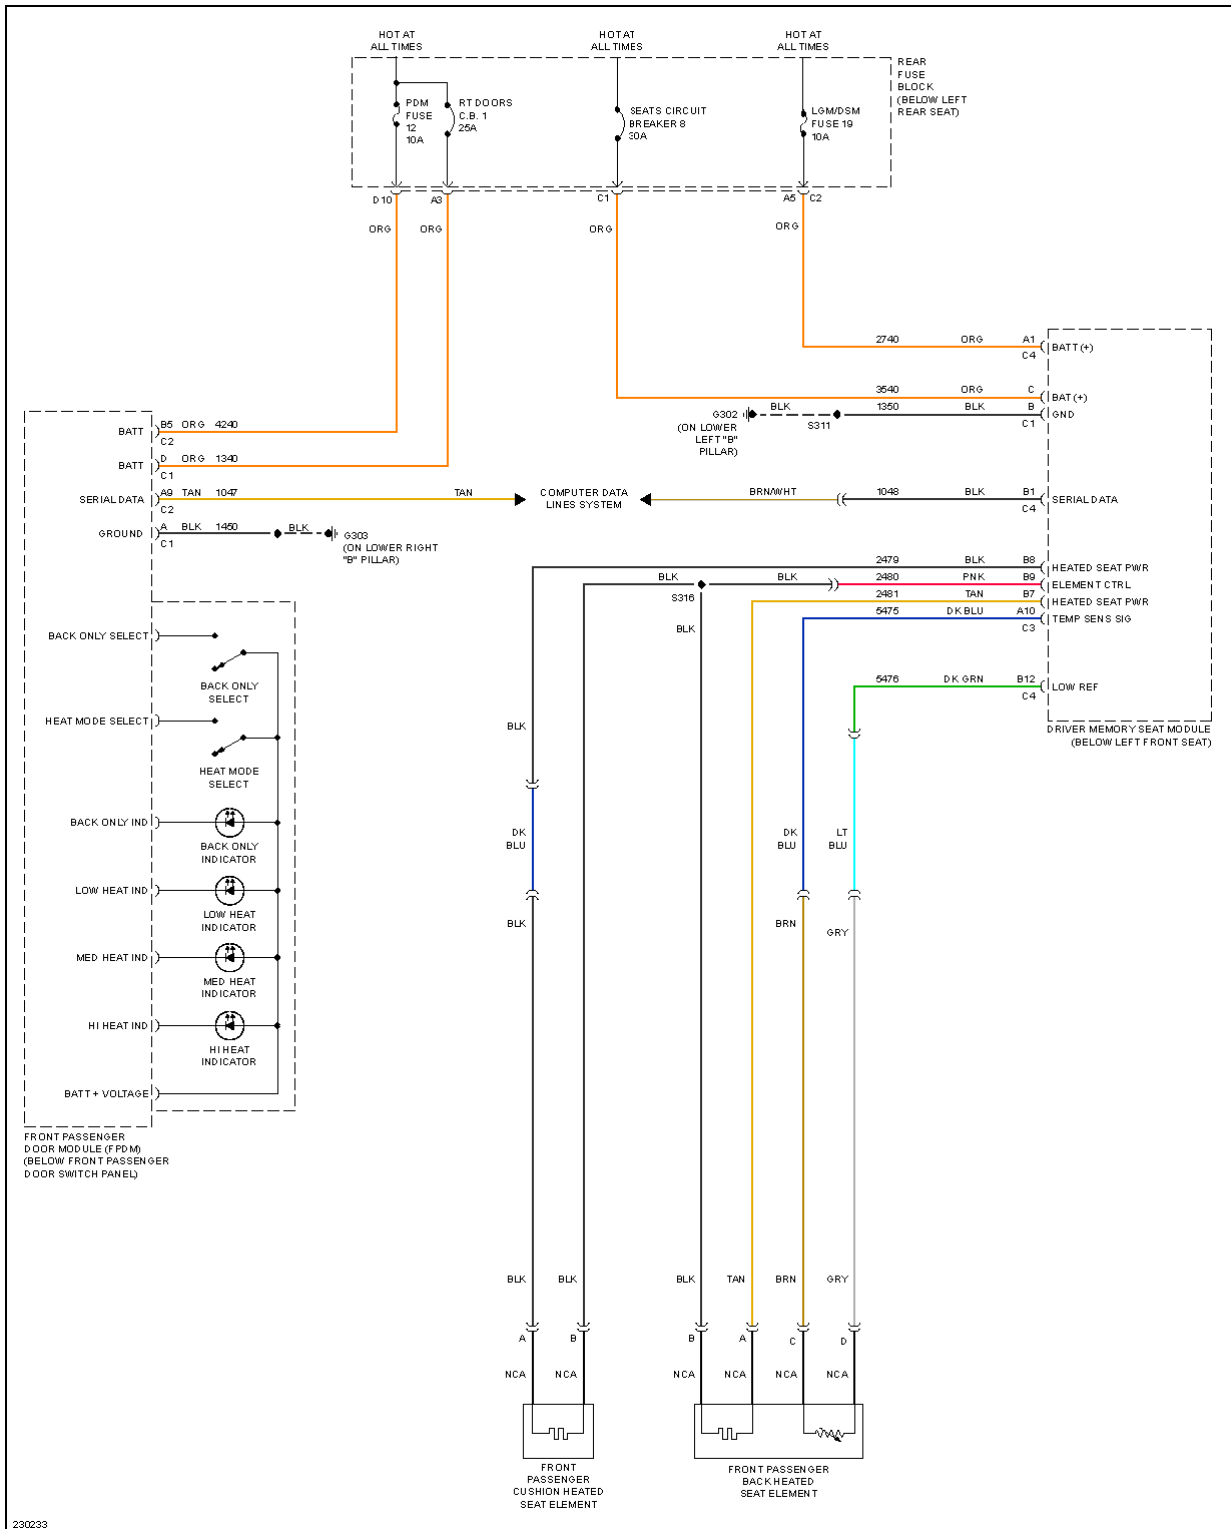 HOT AT
ALL TIMES
HOT AT
ALL TIMES
HOT AT
ALL TIMES
REAR
FUSE
BLOCK
(BELOW LEFT
REAR SEAT)
PDM
FUSE
12
10A
RT DOORS
C.B. 1
25A
SEATS CIRCUIT
BREAKER 8
30A
LGM/DSM
FUSE 19
10A
D10
A3
C1
A5
C2
ORG
ORG
ORG
ORG
2740
ORG
A1
BATT (+)
C4
3540
ORG
C
BAT (+)
G302
BLK
1350
BLK
B
GND
(ON LOWER
LEFT "B"
PILLAR)
S311
C1
BATT
B5
ORG
4240
C2
BATT
D
ORG
1340
C1
SERIAL DATA
A9
TAN
1047
TAN
C2
COMPUTER DATA
LINES SYSTEM
BRN/WHT
1048
BLK
B1
SERIAL DATA
C4
GROUND
A
BLK
1450
BLK
C1
G303
(ON LOWER RIGHT
"B" PILLAR)
2479
BLK
B8
HEATED SEAT PWR
BLK
BLK
2480
PNK
B9
ELEMENT CTRL
S316
2481
TAN
B7
HEATED SEAT PWR
5475
DK BLU
A10
TEMP SENS SIG
BLK
C3
5476
DK GRN
B12
LOW REF
C4
DRIVER MEMORY SEAT MODULE
(BELOW LEFT FRONT SEAT)
BACK ONLY SELECT
BACK ONLY
SELECT
HEAT MODE SELECT
HEAT MODE
SELECT
BACK ONLY IND
BACK ONLY
INDICATOR
LOW HEAT IND
LOW HEAT
INDICATOR
MED HEAT IND
MED HEAT
INDICATOR
HI HEAT IND
HI HEAT
INDICATOR
BATT + VOLTAGE
FRONT PASSENGER
DOOR MODULE (FPDM)
(BELOW FRONT PASSENGER
DOOR SWITCH PANEL)
BLK
DK
BLU
DK
BLU
LT
BLU
BLK
BRN
GRY
BLK
BLK
BLK
TAN
BRN
GRY
A
B
B
A
C
D
NCA
NCA
NCA
NCA
NCA
NCA
FRONT
PASSENGER
CUSHION HEATED
SEAT ELEMENT
FRONT PASSENGER
BACK HEATED
SEAT ELEMENT
230233